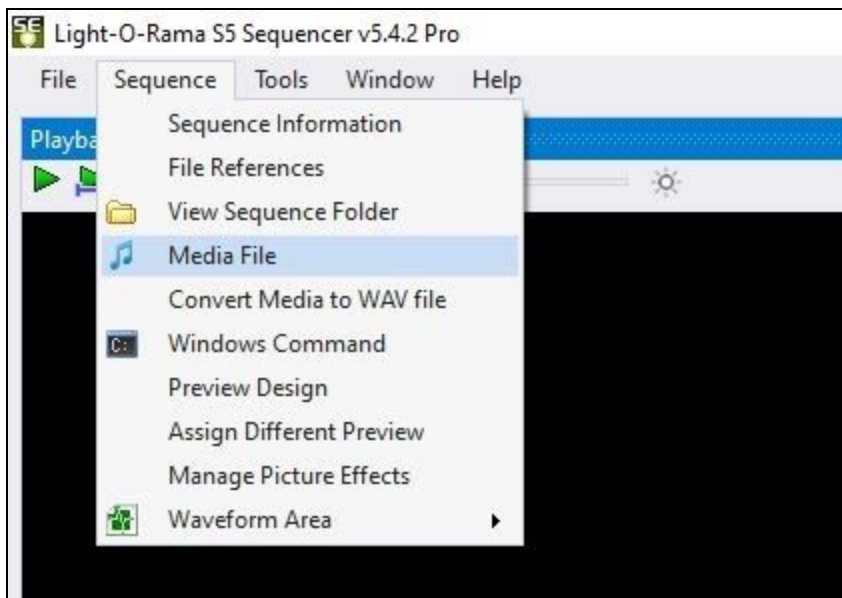 Light-O-Rama S5 Sequencer v5.4.2 Pro
File Sequence Tools Window Help
Sequence Information
File References
View Sequence Folder
Media File
Convert Media to WAV file
C: Windows Command
Preview Design
Assign Different Preview
Manage Picture Effects
Waveform Area